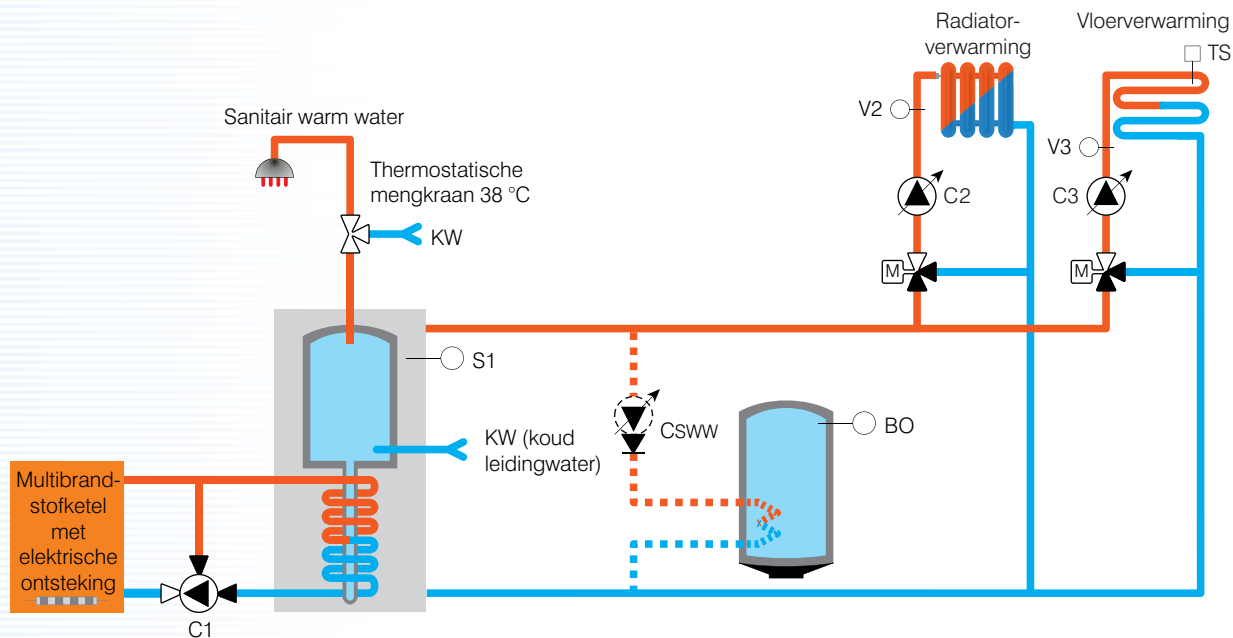 Radiator-
verwarming
Vloerverwarming
TS
V2
V3
Sanitair warm water
Thermostatische
mengkraan 38 °C
C2
C3
KW
M
M
S1
CSWW
BO
KW (koud
leidingwater)
Multibrand-
stofketel
met
elektrische
ontsteking
C1